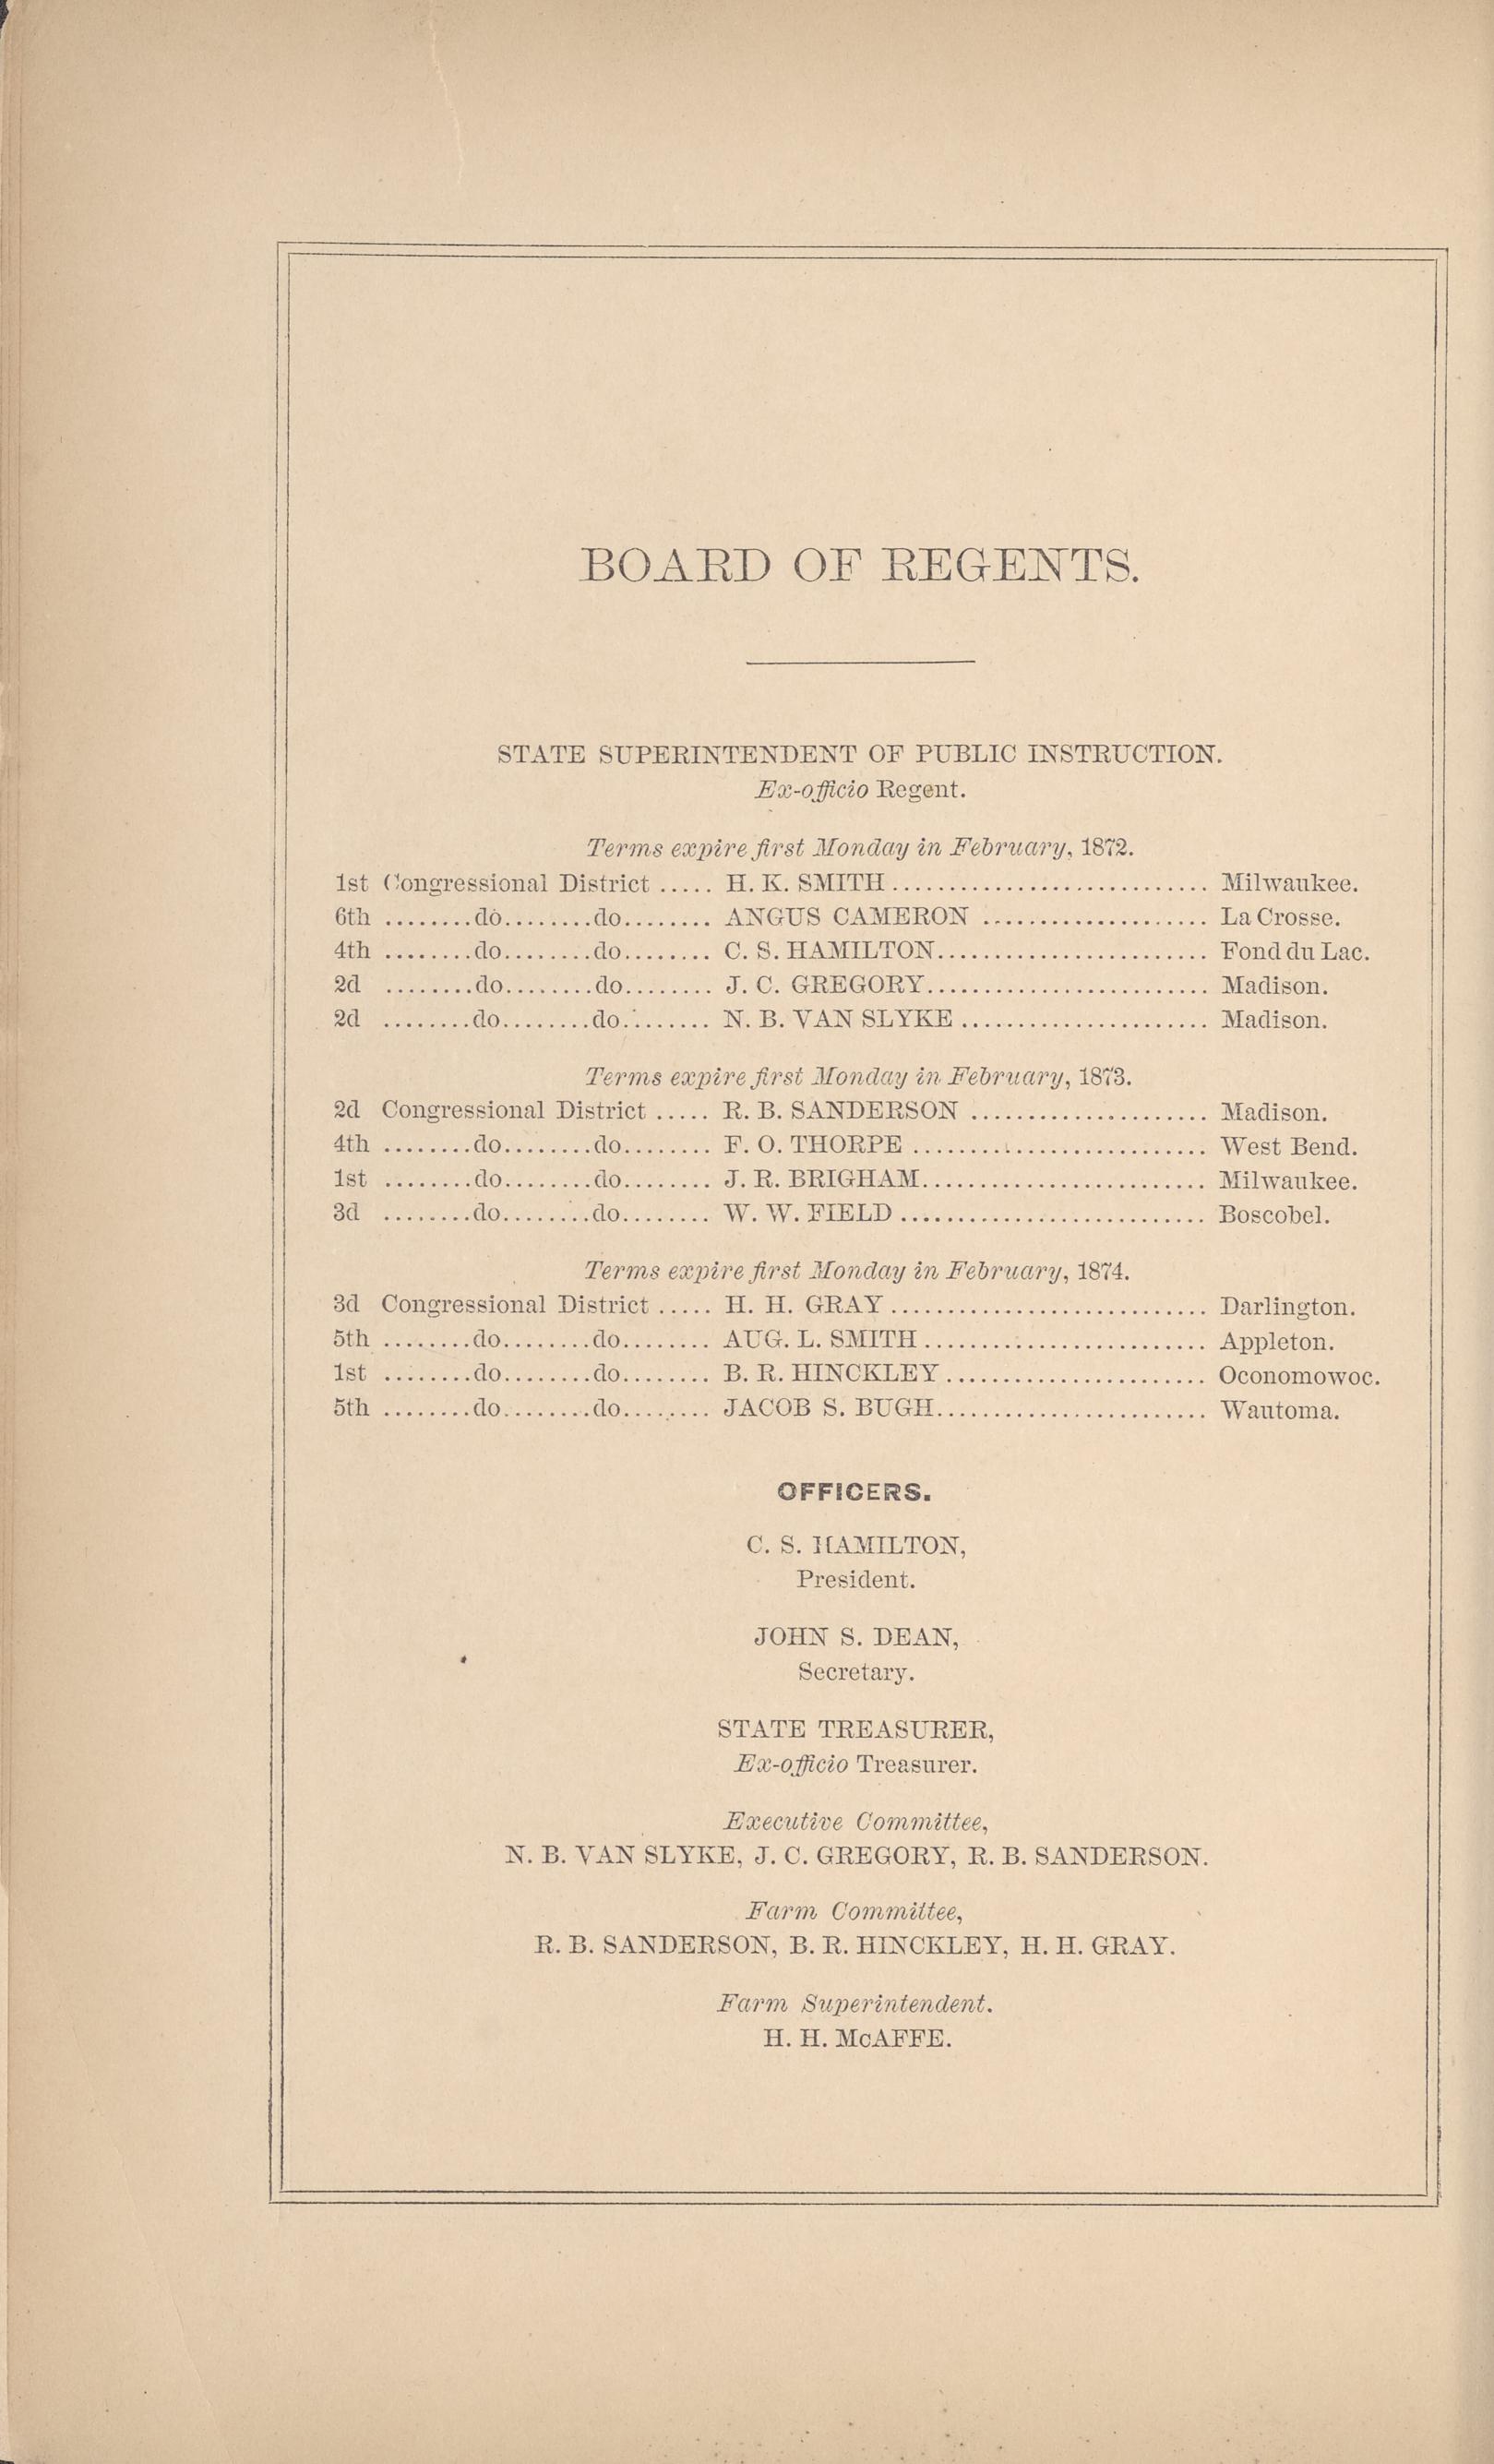 BOARD OF REGENTS.
STATE SUPERINTENDENT OF PUBLIC INSTRUCTION.
Ex-officio Regent.
Terms expire first Monday in February, 1872.
1st Congressional District ..... H. K. SMITH ............................ Milwaukee.
6th ........do........do........ ANGUS CAMERON .................... La Crosse.
4th ........do........do........ C. S. HAMILTON........................ Fond du Lac.
2d ........do........do........ J. C. GREGORY......................... Madison.
2d ........do........do........ N. B. VAN SLYKE ...................... Madison.
Terms expire first Monday in February, 1873.
2d Congressional District ..... R. B. SANDERSON ..................... Madison.
4th ........do........do........ F. O. THORPE .......................... West Bend.
1st ........do........do........ J. R. BRIGHAM......................... Milwaukee.
3d ........do........do........ W. W. FIELD ........................... Boscobel.
Terms expire first Monday in February, 1874.
3d Congressional District ..... H. H. GRAY ............................ Darlington.
5th ........do........do........ AUG. L. SMITH ......................... Appleton.
1st ........do........do........ B. R. HINCKLEY ....................... Oconomowoc.
5th ........do........do........ JACOB S. BUGH........................ Wautoma.
OFFICERS.
C. S. HAMILTON,
President.
JOHN S. DEAN,
Secretary.
STATE TREASURER,
Ex-officio Treasurer.
Executive Committee,
N. B. VAN SLYKE, J. C. GREGORY, R. B. SANDERSON.
Farm Committee,
R. B. SANDERSON, B. R. HINCKLEY, H. H. GRAY.
Farm Superintendent.
H. H. McAFFE.